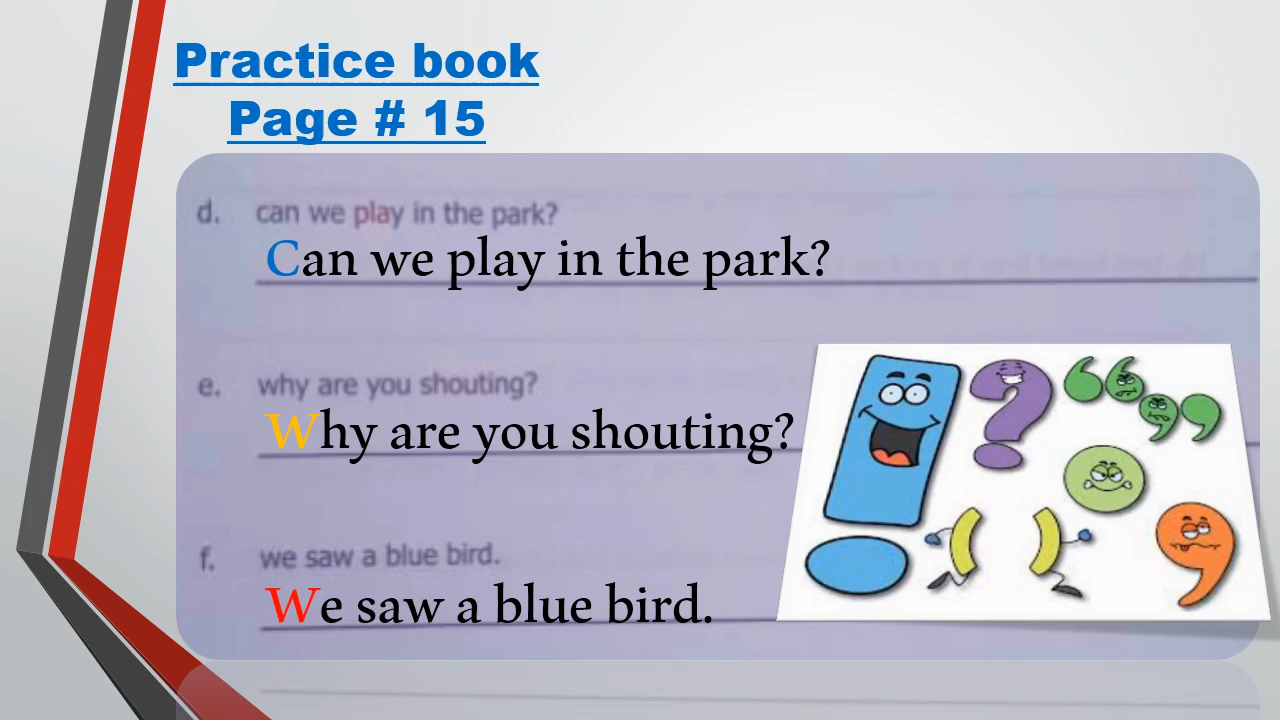 Practice book
Page # 15
d. can we play in the park?
Can we play in the park?
e. why are you shouting?
Why are you shouting?
f. we saw a blue bird.
We saw a blue bird.